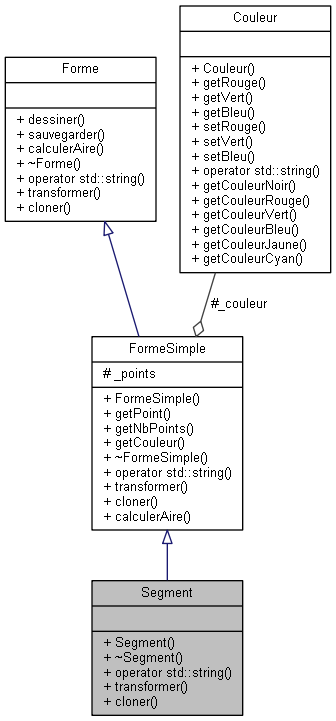 Couleur
+ Couleur()
+ getRouge()
+ getVert()
+ getBleu()
+ setRouge()
+ setVert()
+ setBleu()
+ operator std::string()
+ getCouleurNoir()
+ getCouleurRouge()
+ getCouleurVert()
+ getCouleurBleu()
+ getCouleurJaune()
+ getCouleurCyan()
Forme
+ dessiner()
+ sauvegarder()
+ calculerAire()
+ ~Forme()
+ operator std::string()
+ transformer()
+ cloner()
#_couleur
FormeSimple
# _points
+ FormeSimple()
+ getPoint()
+ getNbPoints()
+ getCouleur()
+ ~FormeSimple()
+ operator std::string()
+ transformer()
+ cloner()
+ calculerAire()
Segment
+ Segment()
+ ~Segment()
+ operator std::string()
+ transformer()
+ cloner()